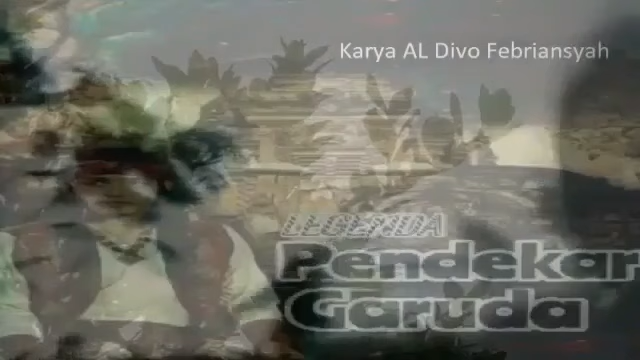 Karya AL Divo Febriansyah
LEGENDA
Pendekar
Garuda